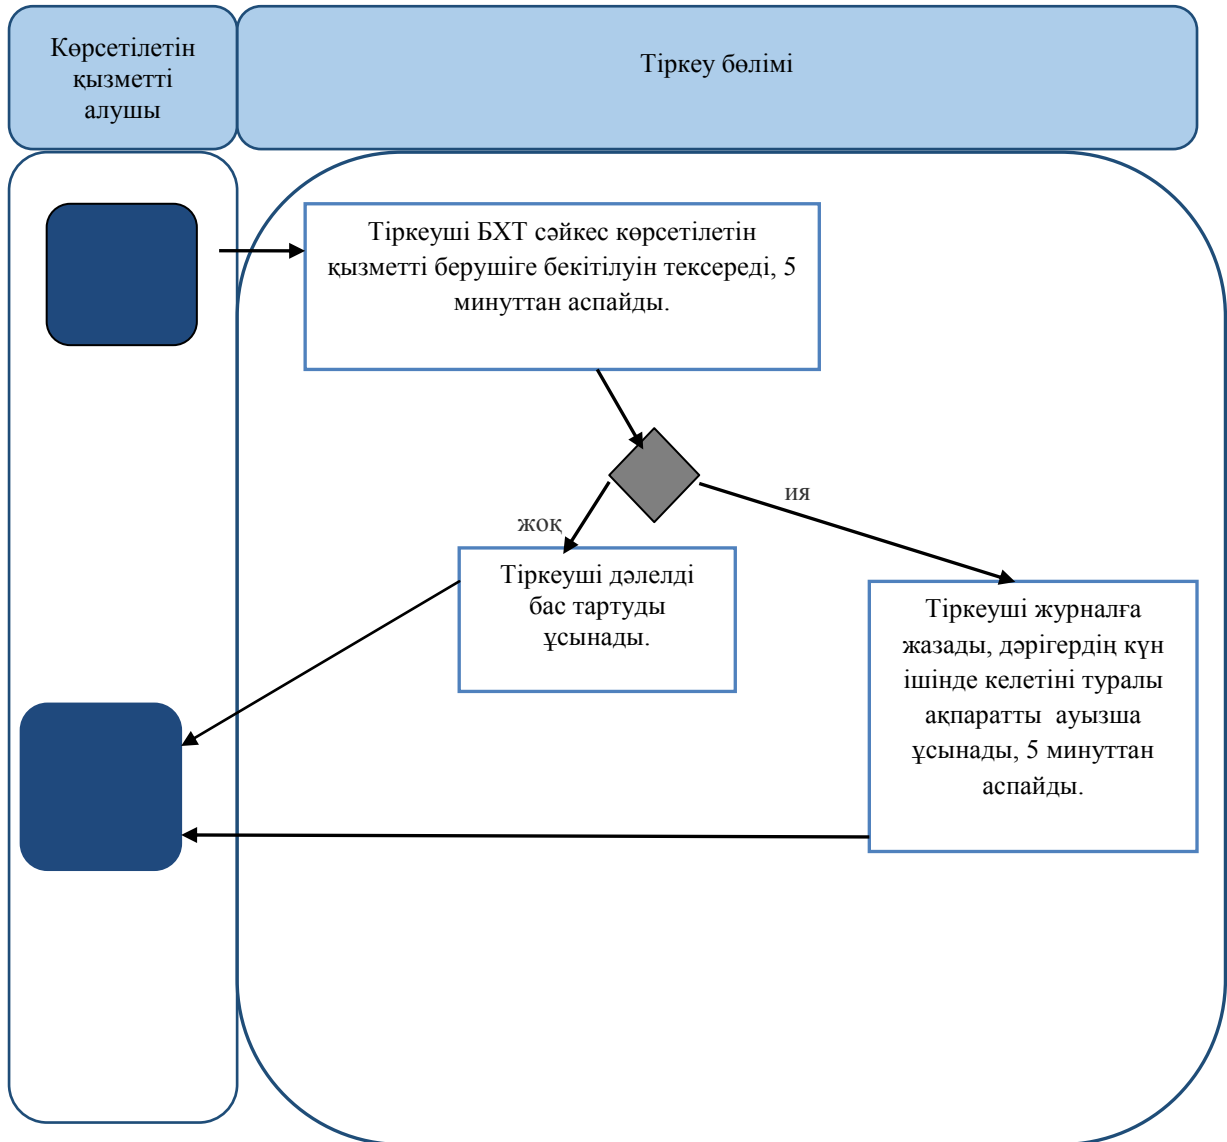 Көрсетілетін
қызметті
алушы
Тіркеу бөлімі
Тіркеуші БХТ сәйкес көрсетілетін
қызметті берушіге бекітілуін тексереді, 5
минуттан аспайды.
ия
жоқ
Тіркеуші дәлелді
бас тартуды
ұсынады.
Тіркеуші журналға
жазады, дәрігердің күн
ішінде келетіні туралы
ақпаратты ауызша
ұсынады, 5 минуттан
аспайды.